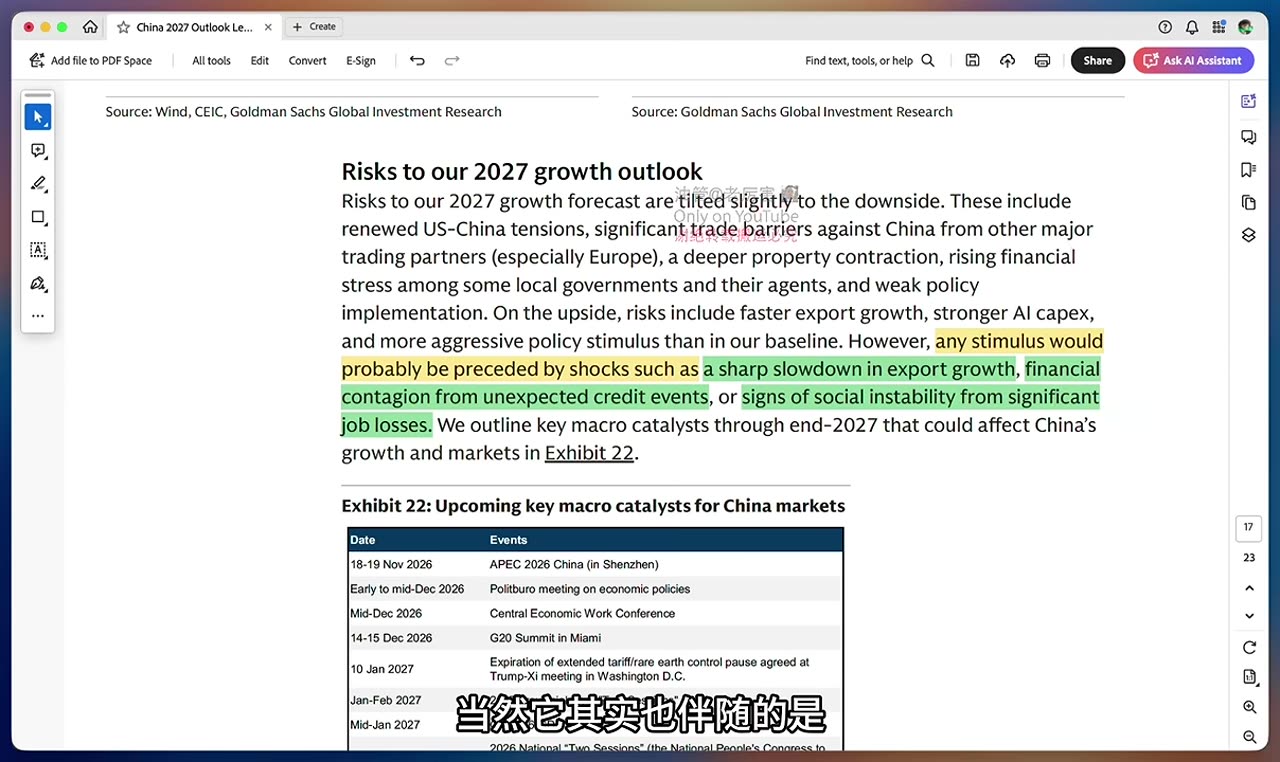 China 2027 Outlook Le...
Create
Add file to PDF Space
All tools
Edit
Convert
E-Sign
Find text, tools, or help
Share
Ask AI Assistant
Source: Wind, CEIC, Goldman Sachs Global Investment Research
Source: Goldman Sachs Global Investment Research
Risks to our 2027 growth outlook
Risks to our 2027 growth forecast are tilted slightly to the downside. These include
renewed US-China tensions, significant trade barriers against China from other major
trading partners (especially Europe), a deeper property contraction, rising financial
stress among some local governments and their agents, and weak policy
implementation. On the upside, risks include faster export growth, stronger AI capex,
and more aggressive policy stimulus than in our baseline. However, any stimulus would
probably be preceded by shocks such as a sharp slowdown in export growth, financial
contagion from unexpected credit events, or signs of social instability from significant
job losses. We outline key macro catalysts through end-2027 that could affect China's
growth and markets in Exhibit 22.
Only on YouTube
Exhibit 22: Upcoming key macro catalysts for China markets
Date Events
18-19 Nov 2026 APEC 2026 China (in Shenzhen)
Early to mid-Dec 2026 Politburo meeting on economic policies
Mid-Dec 2026 Central Economic Work Conference
14-15 Dec 2026 G20 Summit in Miami
10 Jan 2027 Expiration of extended tariff/rare earth control pause agreed at
Trump-Xi meeting in Washington D.C.
Jan-Feb 2027
Mid-Jan 2027
2026 National "Two Sessions" (the National People's Congress to
当然它其实也伴随的是
17
23